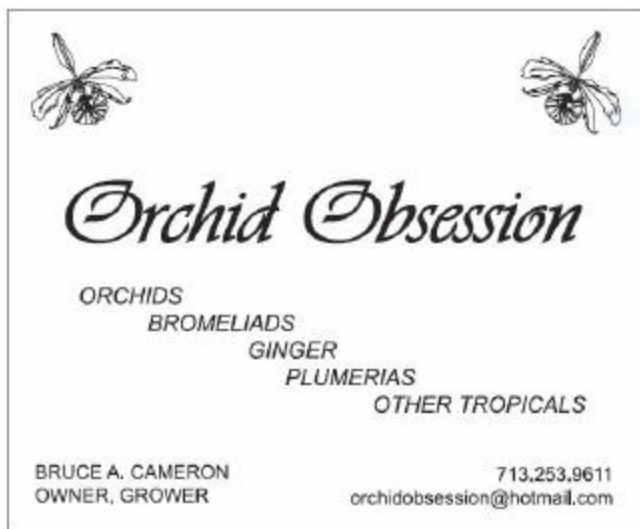 Orchid Obsession
ORCHIDS
BROMELIADS
GINGER
PLUMERIAS
OTHER TROPICALS
BRUCE A. CAMERON
OWNER, GROWER
713.253.9611
orchidobsession@hotmail.com